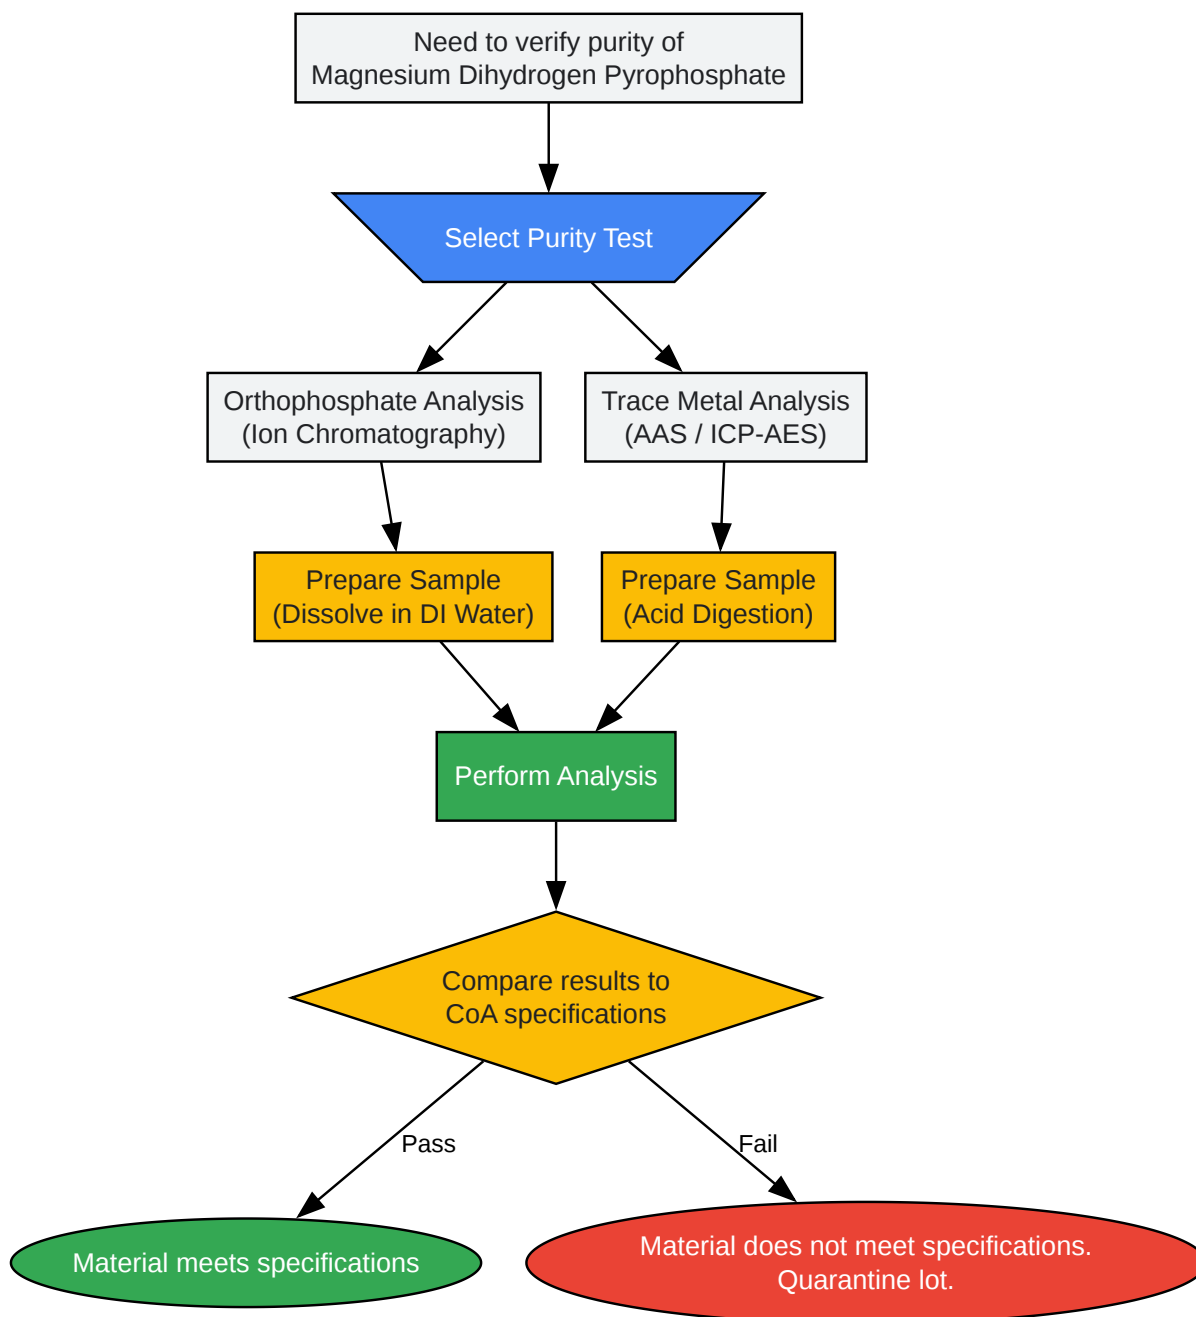 Need to verify purity of
Magnesium Dihydrogen Pyrophosphate
Select Purity Test
Orthophosphate Analysis
(Ion Chromatography)
Trace Metal Analysis
(AAS / ICP-AES)
Prepare Sample
(Dissolve in DI Water)
Prepare Sample
(Acid Digestion)
Perform Analysis
Compare results to
CoA specifications
Pass
Fail
Material meets specifications
Material does not meet specifications.
Quarantine lot.